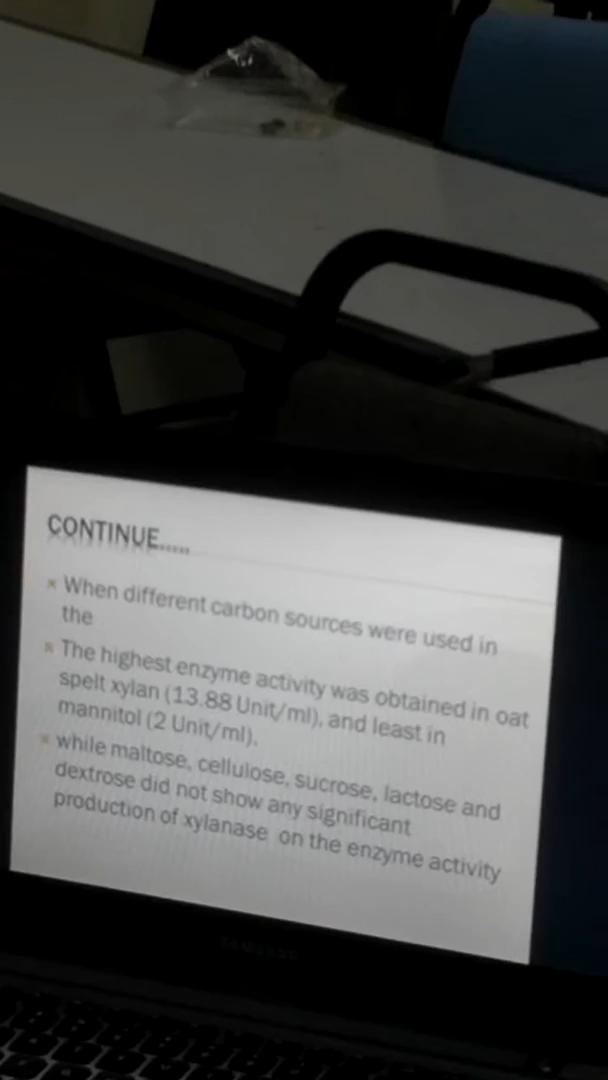 CONTINUE.....
When different carbon sources were used in
the
The highest enzyme activity was obtained in oat
spelt xylan (13.88 Unit/ml), and least in
mannitol (2 Unit/ml).
while maltose, cellulose, sucrose, lactose and
dextrose did not show any significant
production of xylanase on the enzyme activity
SAMSUNG